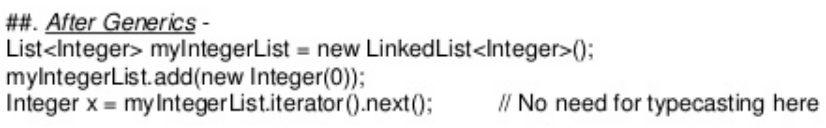 ##. After Generics -
List<Integer> myIntegerList = new LinkedList<Integer>();
myIntegerList.add(new Integer(0));
Integer x = myIntegerList.iterator().next(); // No need for typecasting here